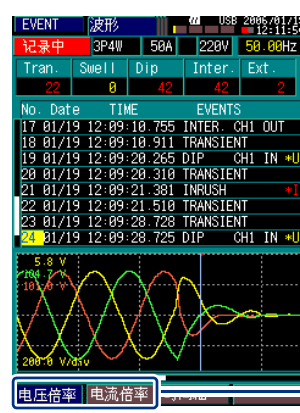 EVENT 波形 USB 2006/01/1
12:11:5
记录中 3P4W 50A 220V 50.00Hz
Tran. Swell Dip Inter. Ext.
22 0 42 42 2
No. Date TIME EVENTS
17 01/19 12:09:10.755 INTER. CH1 OUT
18 01/19 12:09:10.911 TRANSIENT
19 01/19 12:09:20.265 DIP CH1 IN *U
20 01/19 12:09:20.310 TRANSIENT
21 01/19 12:09:21.381 INRUSH *I
22 01/19 12:09:21.510 TRANSIENT
23 01/19 12:09:28.728 TRANSIENT
24 01/19 12:09:28.725 DIP CH1 IN *U
5.8 V
200.0 V/div
电压倍率 电流倍率